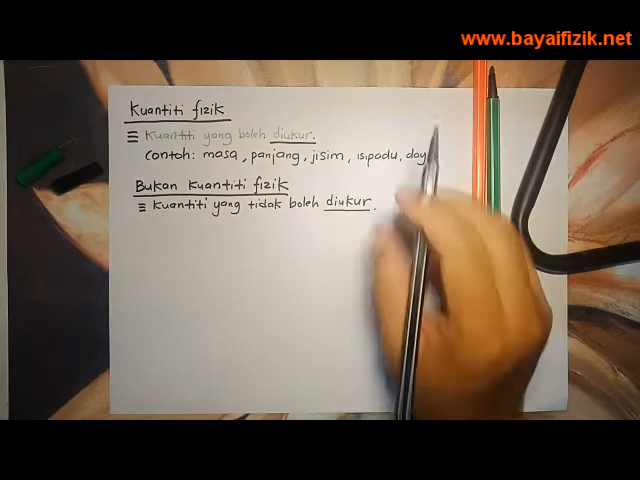 www.bayaifizik.net
Kuantiti fizik
≡ Kuantiti yang boleh diukur.
Contoh: masa, panjang, jisim, isipadu,
Bukan kuantiti fizik
≡ Kuantiti yang tidak boleh diukur.